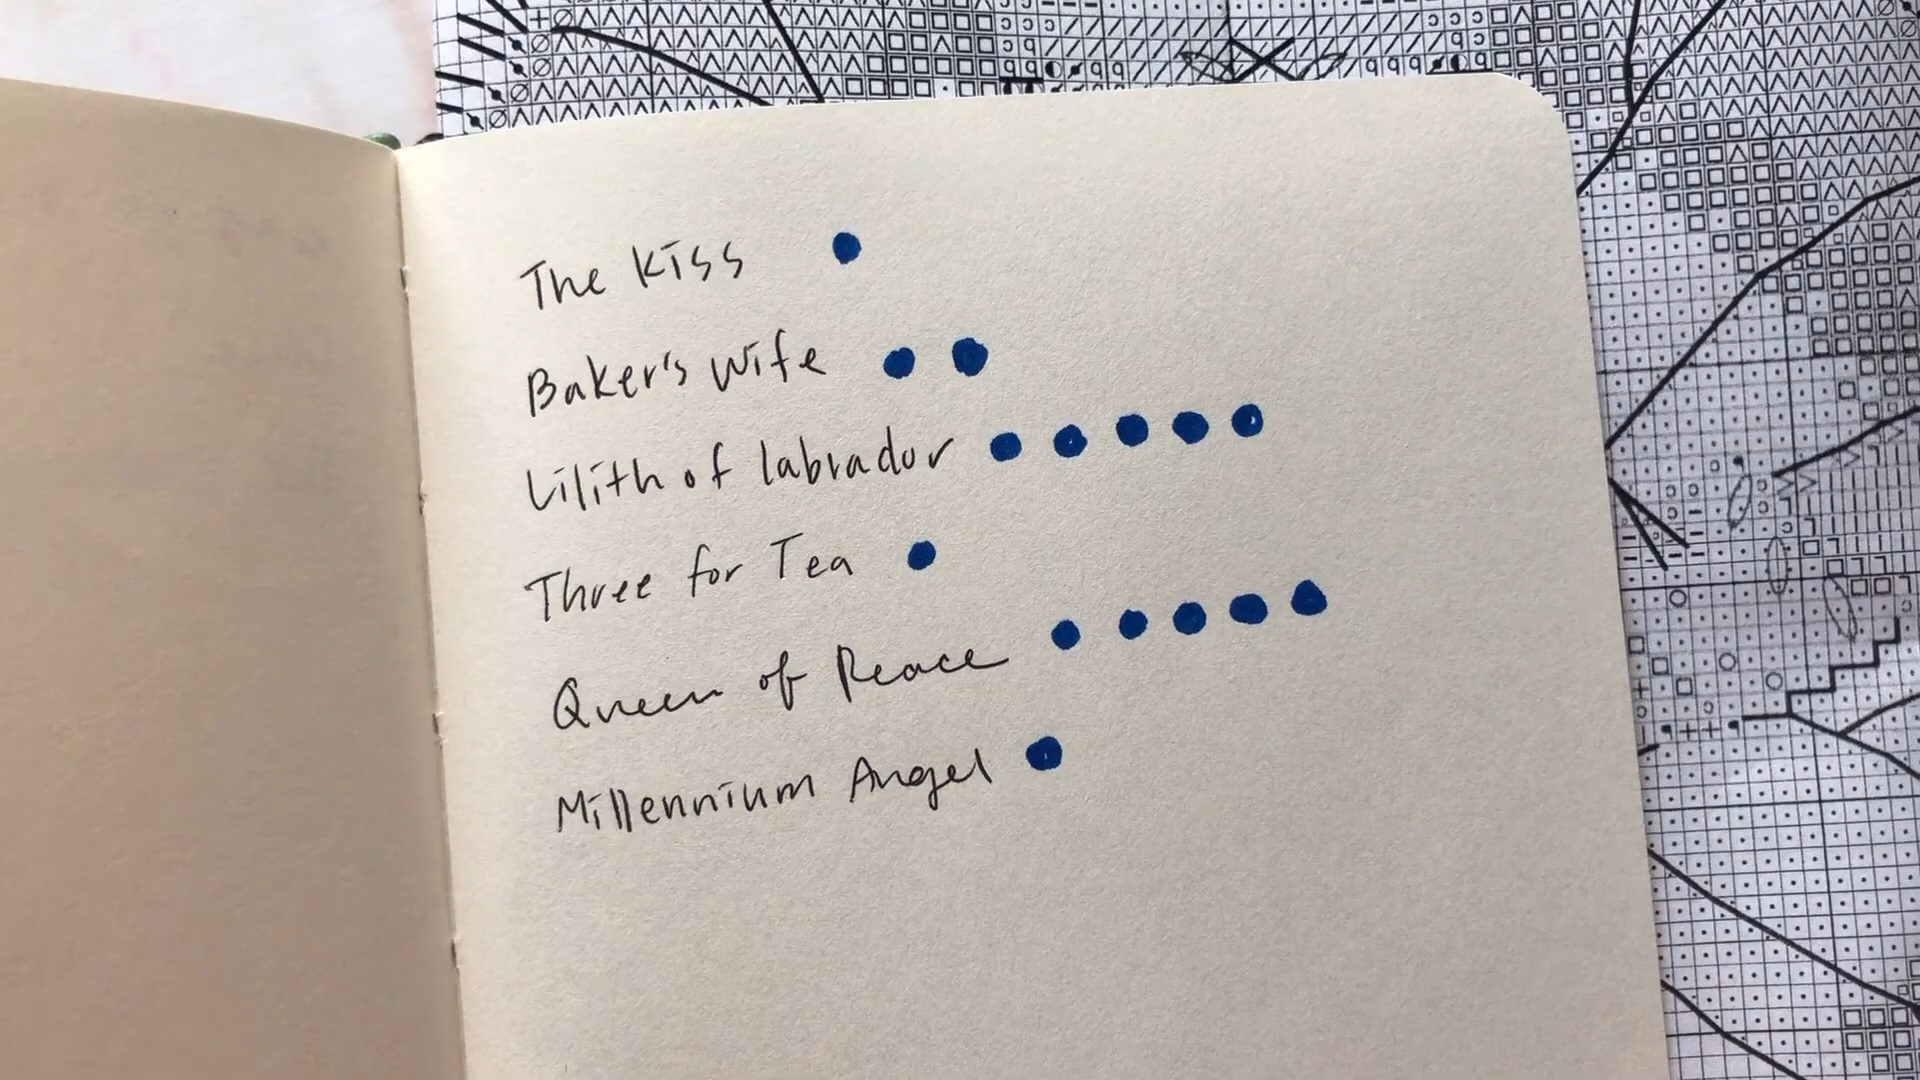 The Kiss
Baker's Wife
Lilith of labrador
Three for Tea
Queen of Peace
Millennium Angel